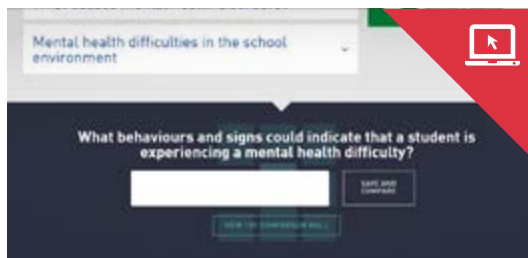 Mental health difficulties in the school
environment
What behaviours and signs could indicate that a student is
experiencing a mental health difficulty?
SAVE AND
COMPARE